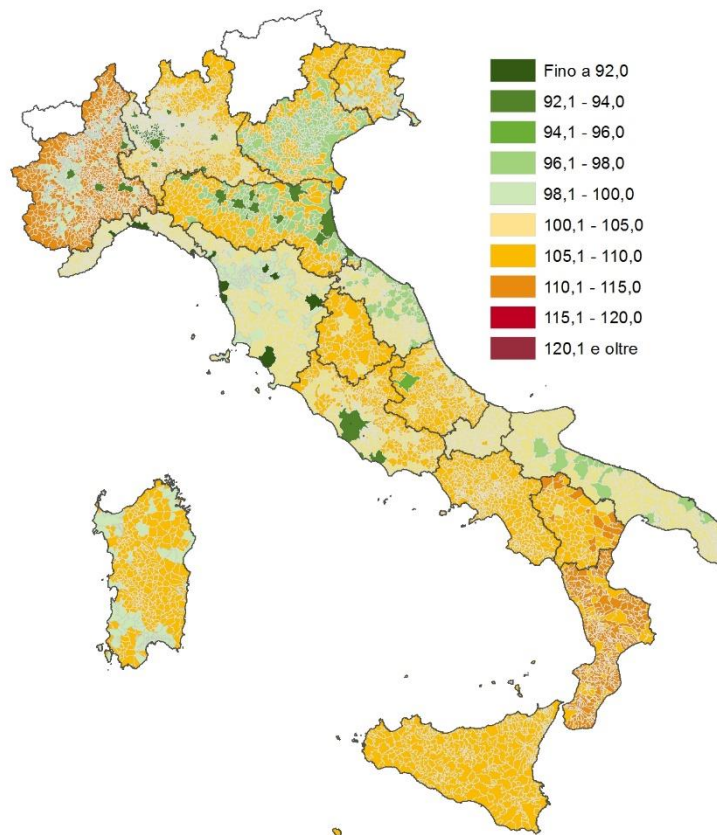 Fino a 92,0
92,1 - 94,0
94,1 - 96,0
96,1 - 98,0
98,1 - 100,0
100,1 - 105,0
105,1 - 110,0
110,1 - 115,0
115,1 - 120,0
120,1 e oltre